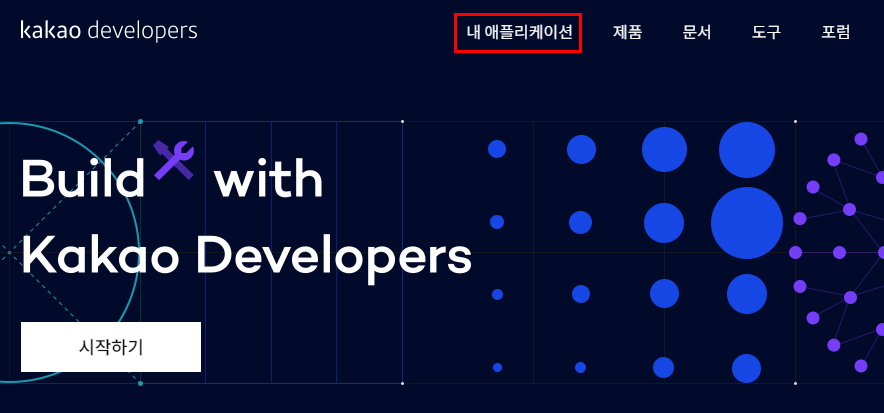 kakao developers
내 애플리케이션 제품 문서 도구 포럼
Build with
Kakao Developers
시작하기